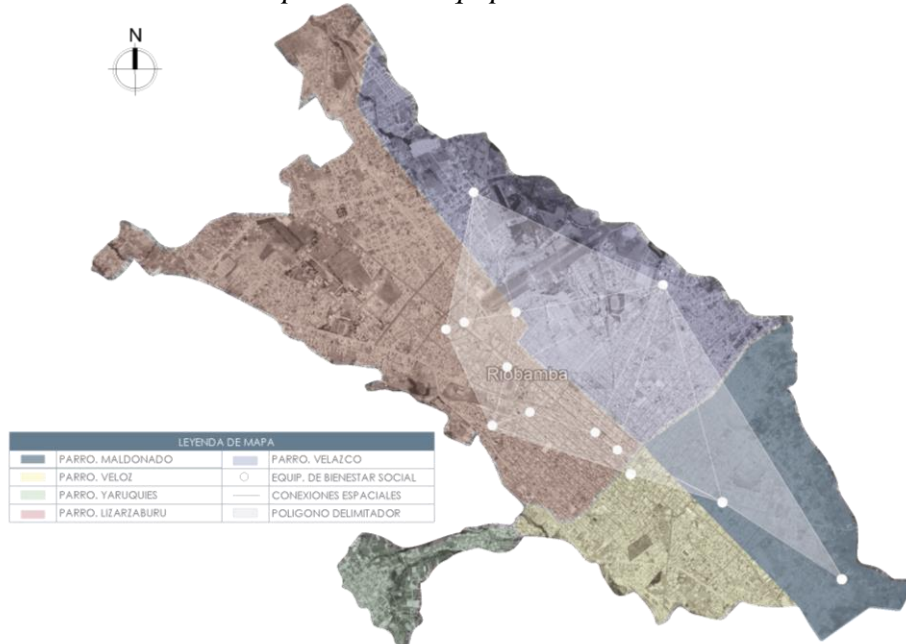 N
Riobamba
LEYENDA DE MAPA
PARRO. MALDONADO
PARRO. VELAZCO
PARRO. VELOZ
EQUIP. DE BIENESTAR SOCIAL
PARRO. YARUQUIES
CONEXIONES ESPACIALES
PARRO. LIZARZABURU
POLIGONO DELIMITADOR